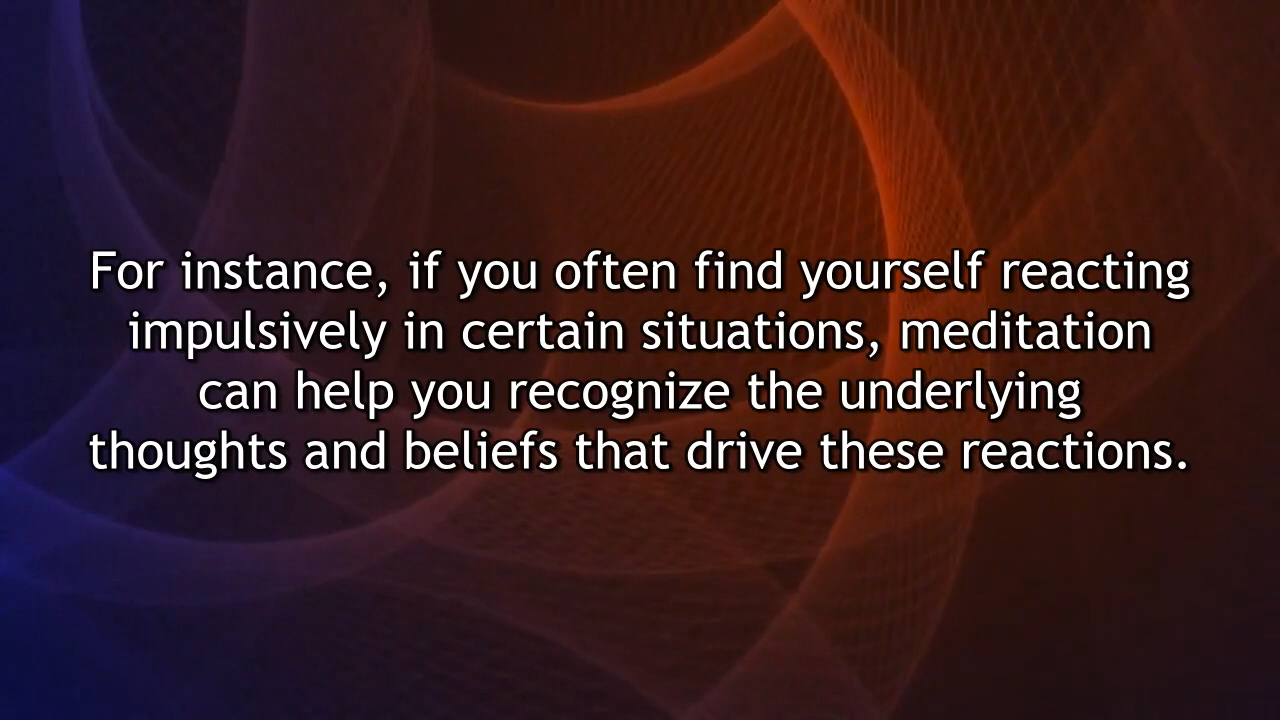 For instance, if you often find yourself reacting
impulsively in certain situations, meditation
can help you recognize the underlying
thoughts and beliefs that drive these reactions.